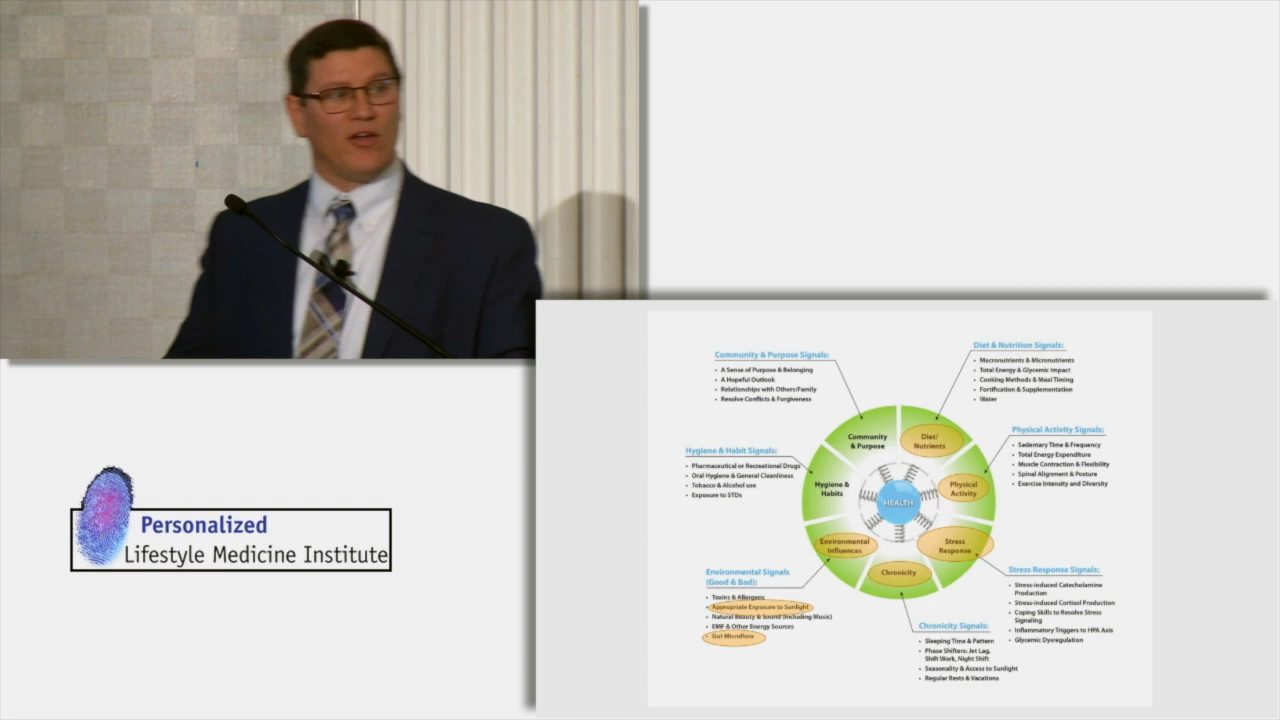 Personalized
Lifestyle Medicine Institute
Community & Purpose Signals:
• A Sense of Purpose & Belonging
• A Hopeful Outlook
• Relationships with Others/Family
• Resolve Conflicts & Forgiveness
Diet & Nutrition Signals:
• Macronutrients & Micronutrients
• Total Energy & Glycemic Impact
• Cooking Methods & Meal Timing
• Fortification & Supplementation
• Water
Physical Activity Signals:
• Sedentary Time & Frequency
• Total Energy Expenditure
• Muscle Contraction & Flexibility
• Spinal Alignment & Posture
• Exercise Intensity and Diversity
Hygiene & Habit Signals:
• Pharmaceutical or Recreational Drugs
• Oral Hygiene & General Cleanliness
• Tobacco & Alcohol use
• Exposure to STDs
Community
& Purpose
Diet/
Nutrients
Hygiene &
Habits
HEALTH
Physical
Activity
Environmental
Influences
Stress
Response
Chronicity
Environmental Signals
(Good & Bad):
• Toxins & Allergens
• Appropriate Exposure to Sunlight
• Natural Beauty & Sound (Including Music)
• EMF & Other Energy Sources
• Gut Microflora
Stress Response Signals:
• Stress-induced Catecholamine
Production
• Stress-induced Cortisol Production
• Coping Skills to Resolve Stress
Signaling
• Inflammatory Triggers to HPA Axis
• Glycemic Dysregulation
Chronicity Signals:
• Sleeping Time & Pattern
• Phase Shifters: Jet Lag,
Shift Work, Night Shift
• Seasonality & Access to Sunlight
• Regular Rests & Vacations